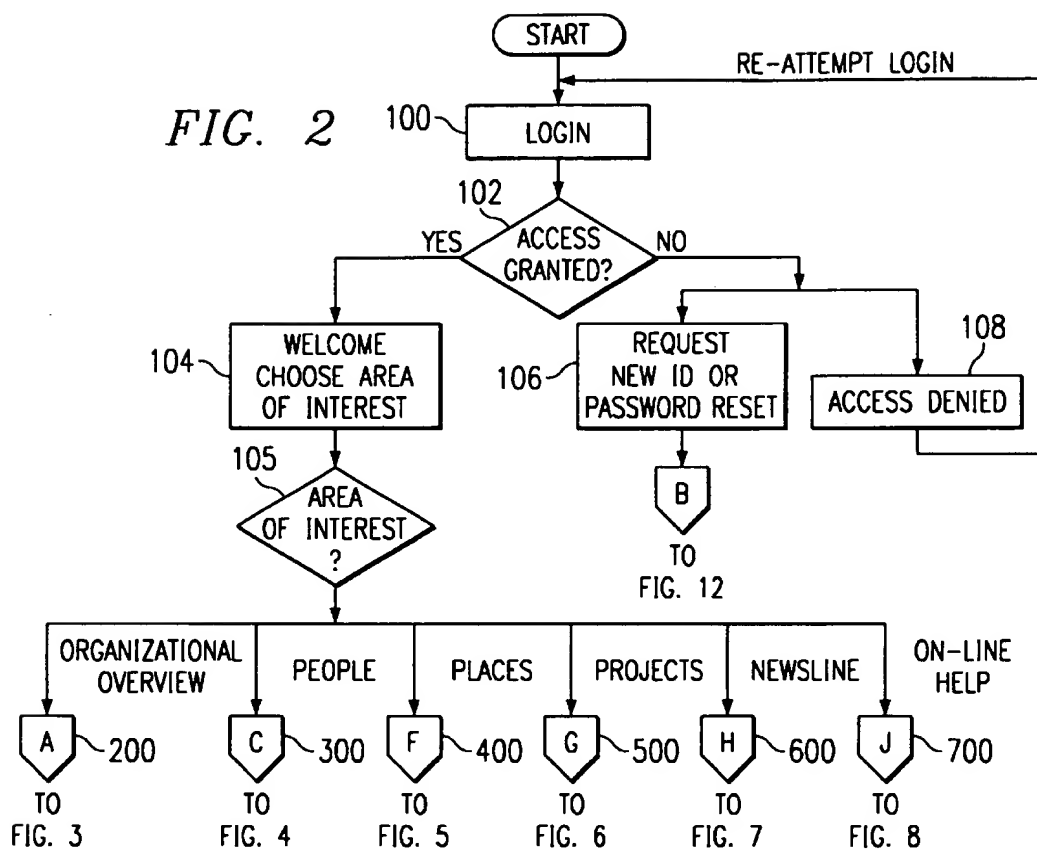 START
RE-ATTEMPT LOGIN
FIG. 2
100
LOGIN
102
YES
ACCESS
GRANTED?
NO
104
WELCOME
CHOOSE AREA
OF INTEREST
106
REQUEST
NEW ID OR
PASSWORD RESET
108
ACCESS DENIED
105
AREA
OF INTEREST
?
B
TO
FIG. 12
ORGANIZATIONAL
OVERVIEW
PEOPLE
PLACES
PROJECTS
NEWSLINE
ON-LINE
HELP
A
200
C
300
F
400
G
500
H
600
J
700
TO
FIG. 3
TO
FIG. 4
TO
FIG. 5
TO
FIG. 6
TO
FIG. 7
TO
FIG. 8